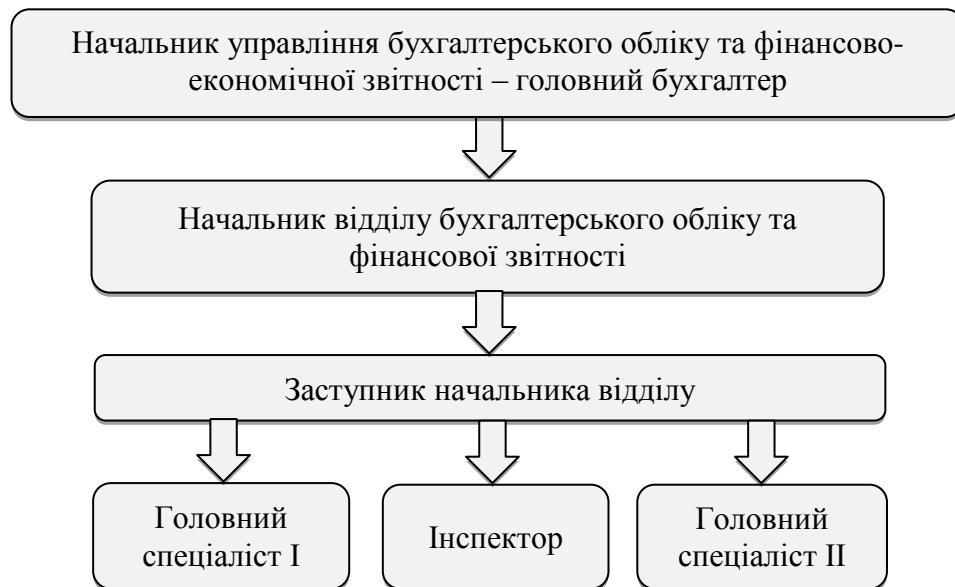 Начальник управління бухгалтерського обліку та фінансово-
економічної звітності – головний бухгалтер
Начальник відділу бухгалтерського обліку та
фінансової звітності
Заступник начальника відділу
Головний
спеціаліст І
Інспектор
Головний
спеціаліст ІІ